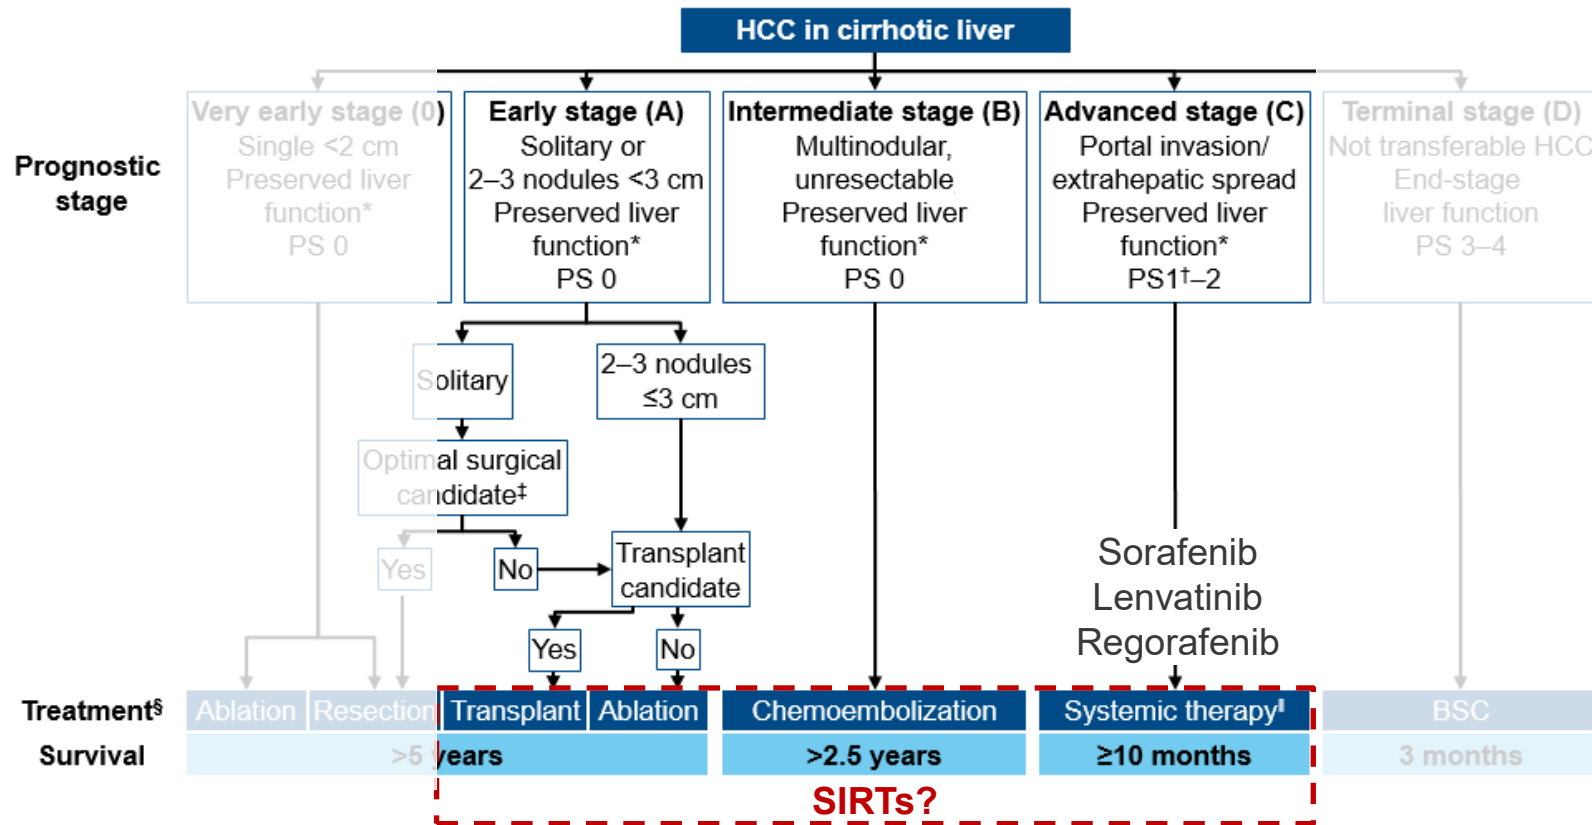 HCC in cirrhotic liver
Prognostic
stage
Very early stage (0)
Single <2 cm
Preserved liver
function*
PS 0
Early stage (A)
Solitary or
2–3 nodules <3 cm
Preserved liver
function*
PS 0
Intermediate stage (B)
Multinodular,
unresectable
Preserved liver
function*
PS 0
Advanced stage (C)
Portal invasion/
extrahepatic spread
Preserved liver
function*
PS1†–2
Terminal stage (D)
Not transferable HCC
End-stage
liver function
PS 3–4
Solitary
2–3 nodules
≤3 cm
Optimal surgical
candidate‡
Yes
No
Transplant
candidate
Yes
No
Sorafenib
Lenvatinib
Regorafenib
Treatment§
Ablation
Resection
Transplant
Ablation
Chemoembolization
Systemic therapy‖
BSC
Survival
>5 years
>2.5 years
≥10 months
3 months
SIRTs?